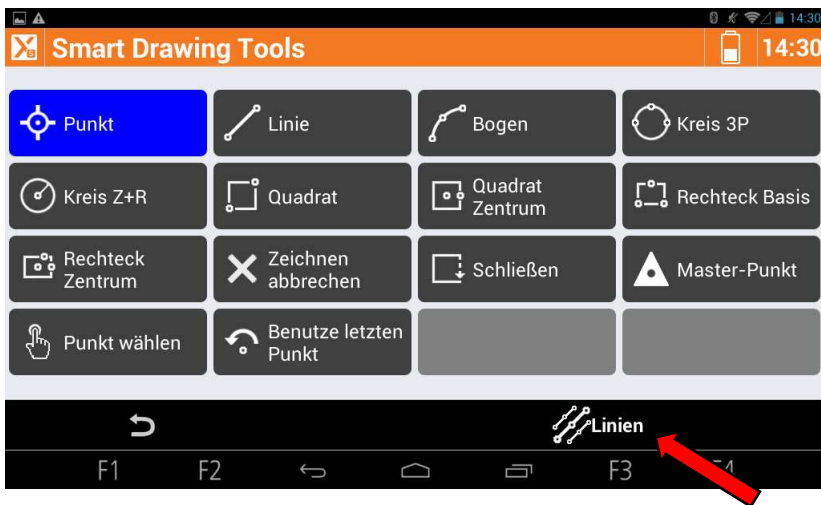 14:30
Smart Drawing Tools
14:30
Punkt
Linie
Bogen
Kreis 3P
Kreis Z+R
Quadrat
Quadrat
Zentrum
Rechteck Basis
Rechteck
Zentrum
Zeichnen
abbrechen
Schließen
Master-Punkt
Punkt wählen
Benutze letzten
Punkt
Linien
F1
F2
F3